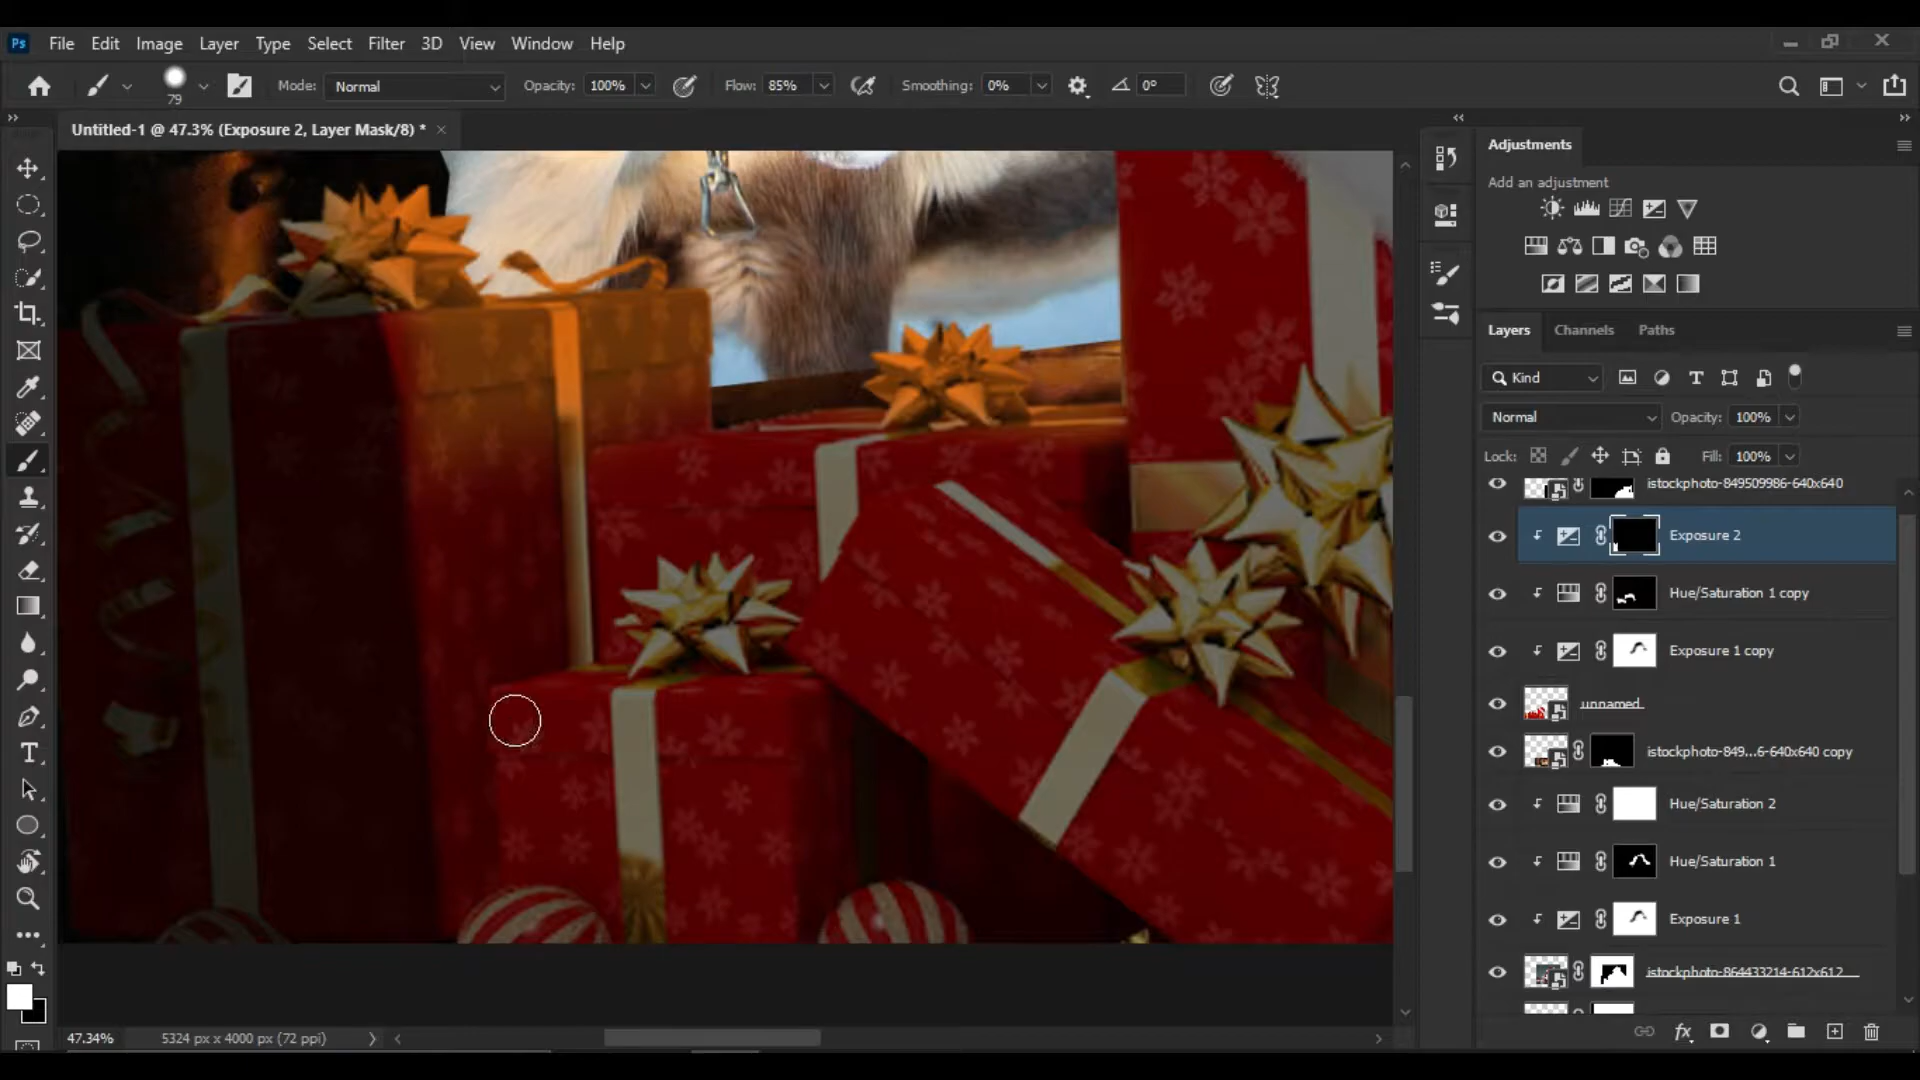 Ps File Edit Image Layer Type Select Filter 3D View Window Help
79 Mode: Normal Opacity: 100% Flow: 85% Smoothing: 0% 0°
Untitled-1 @ 47.3% (Exposure 2, Layer Mask/8) *
Adjustments
Add an adjustment
Layers Channels Paths
Kind
Normal Opacity: 100%
Lock: Fill: 100%
istockphoto-849509986-640x640
Exposure 2
Hue/Saturation 1 copy
Exposure 1 copy
unnamed
istockphoto-849...6-640x640 copy
Hue/Saturation 2
Hue/Saturation 1
Exposure 1
istockphoto-864433214-612x612
47.34% 5324 px x 4000 px (72 ppi)
fx